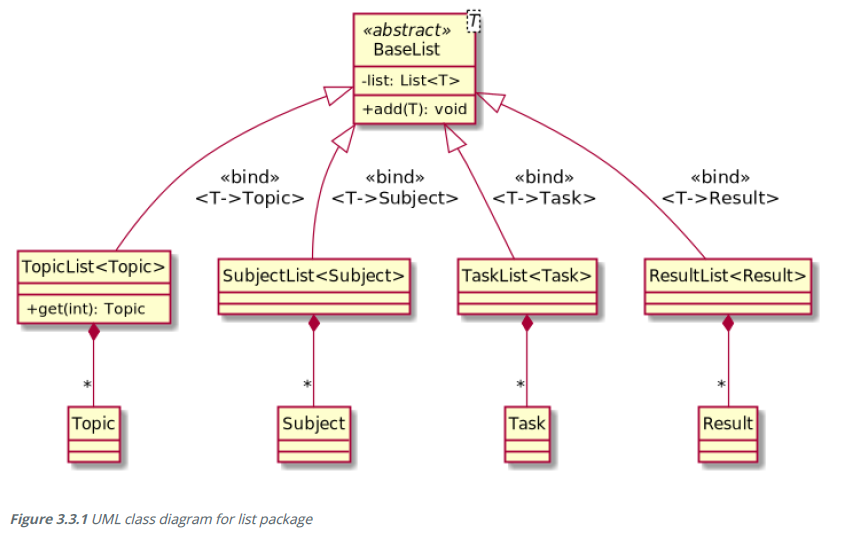 «abstract»
BaseList
T
-list: List<T>
+add(T): void
«bind»
<T->Topic>
«bind»
<T->Subject>
«bind»
<T->Task>
«bind»
<T->Result>
TopicList<Topic>
+get(int): Topic
SubjectList<Subject>
TaskList<Task>
ResultList<Result>
*
*
*
*
Topic
Subject
Task
Result
Figure 3.3.1 UML class diagram for list package